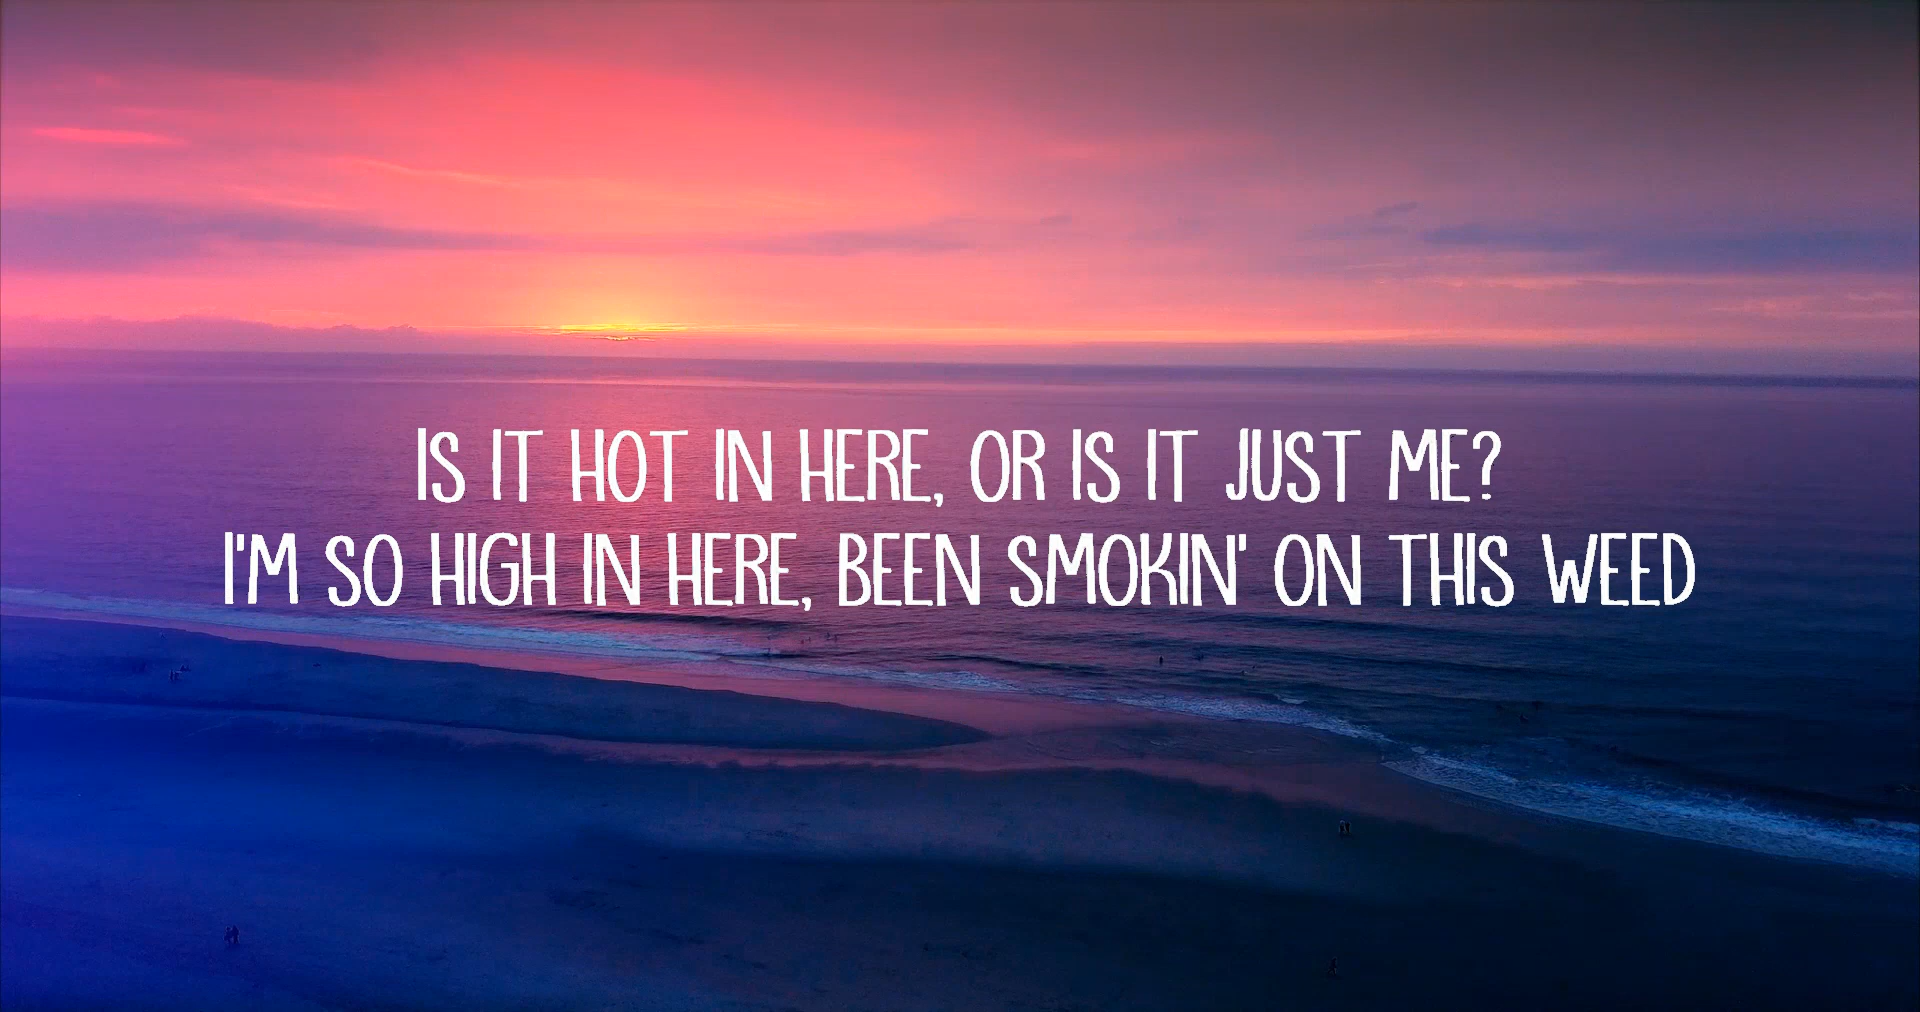 IS IT HOT IN HERE, OR IS IT JUST ME?
I'M SO HIGH IN HERE, BEEN SMOKIN' ON THIS WEED